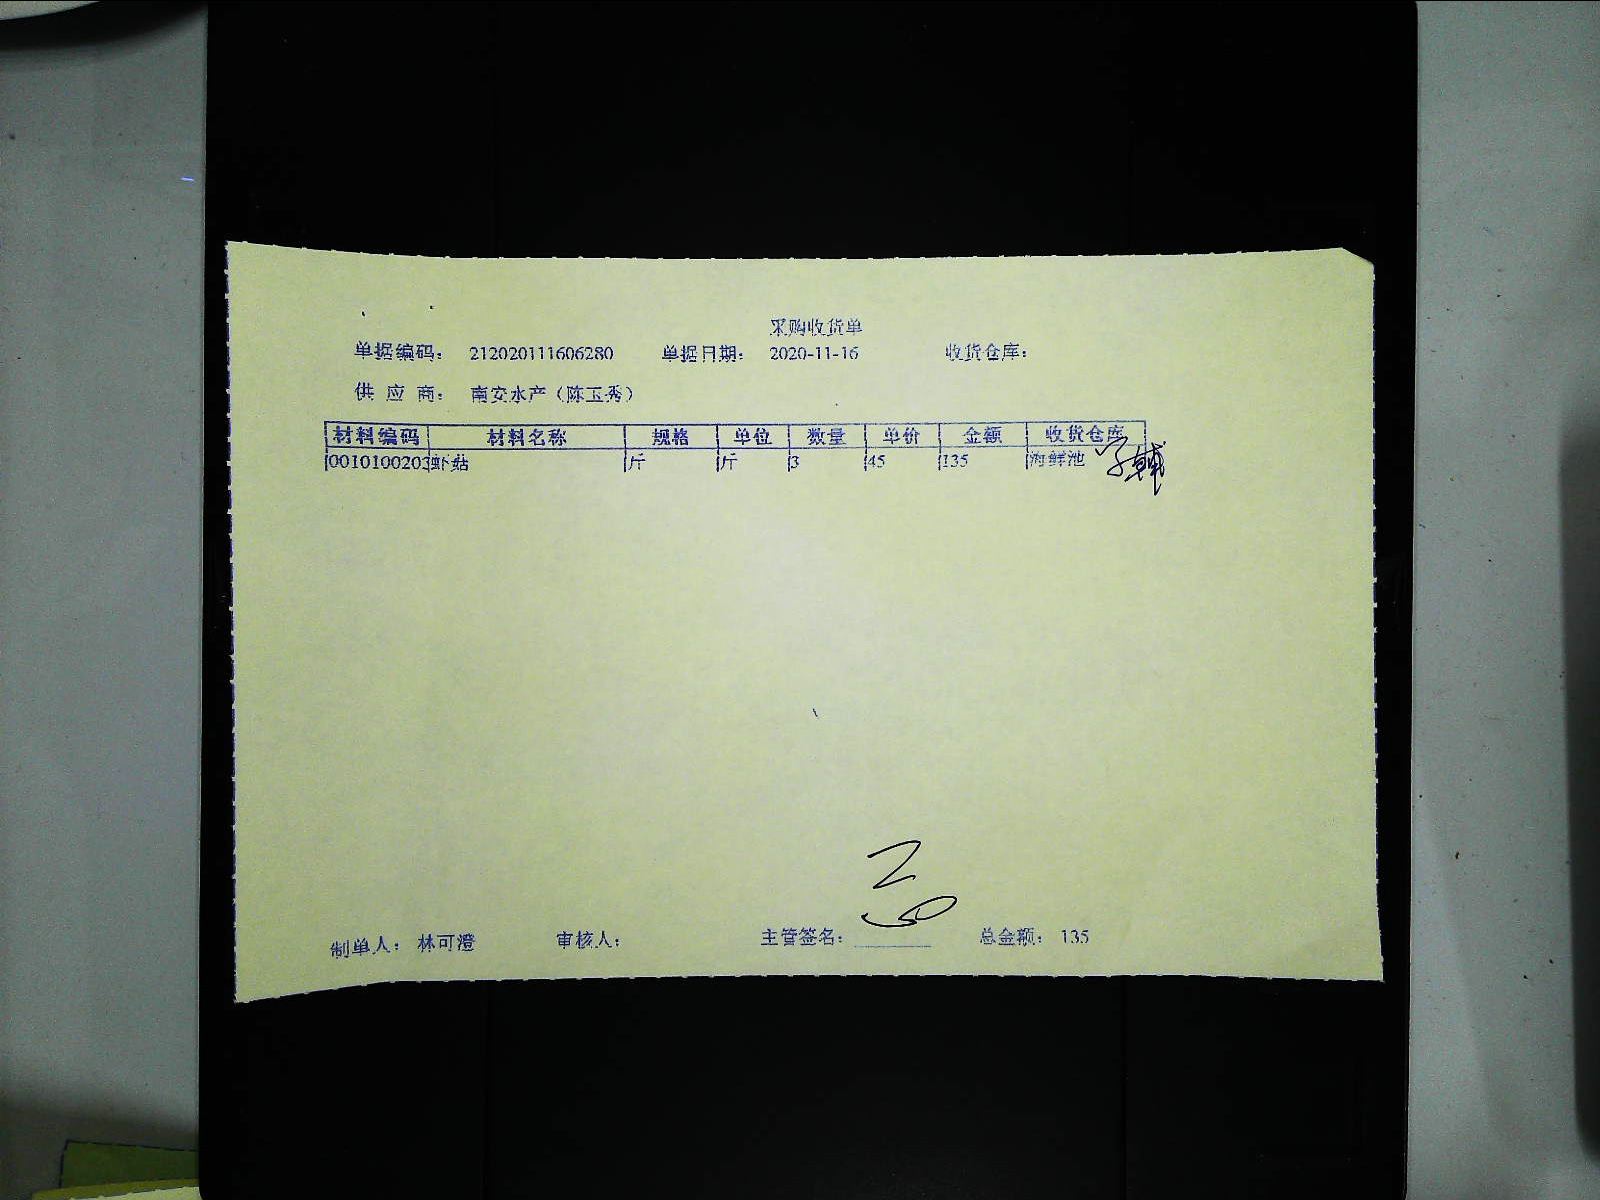 采购收货单
单据编码： 212020111606280 单据日期： 2020-11-16 收货仓库：
供 应 商： 南安水产（陈玉秀）
材料编码 材料名称 规格 单位 数量 单价 金额 收货仓库
0010100203 虾菇 斤 斤 3 45 135 海鲜池
制单人： 林可澄 审核人： 主管签名： 总金额： 135